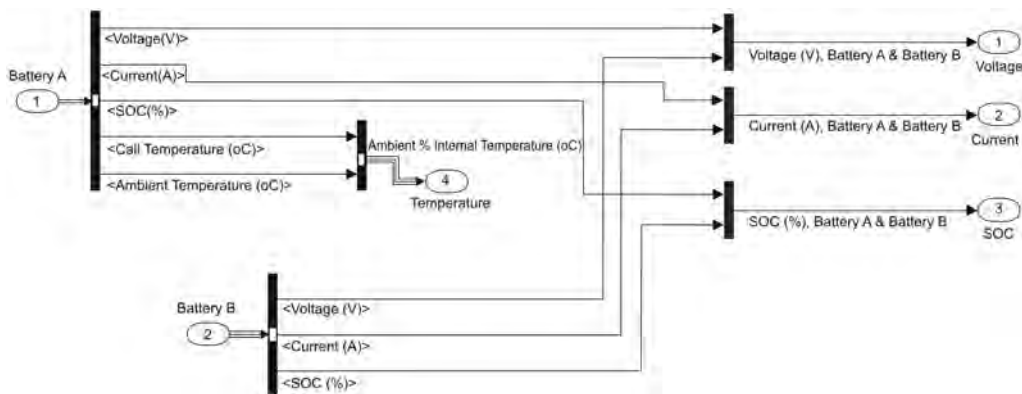 <Voltage(V)>
Battery A
1
<Current(A)>
<SOC(%)>
<Call Temperature (oC)>
<Ambient Temperature (oC)>
Ambient % Internal Temperature (oC)
4
Temperature
Voltage (V), Battery A & Battery B
1
Voltage
Current (A), Battery A & Battery B
2
Current
SOC (%), Battery A & Battery B
3
SOC
Battery B
2
<Voltage (V)>
<Current (A)>
<SOC (%)>